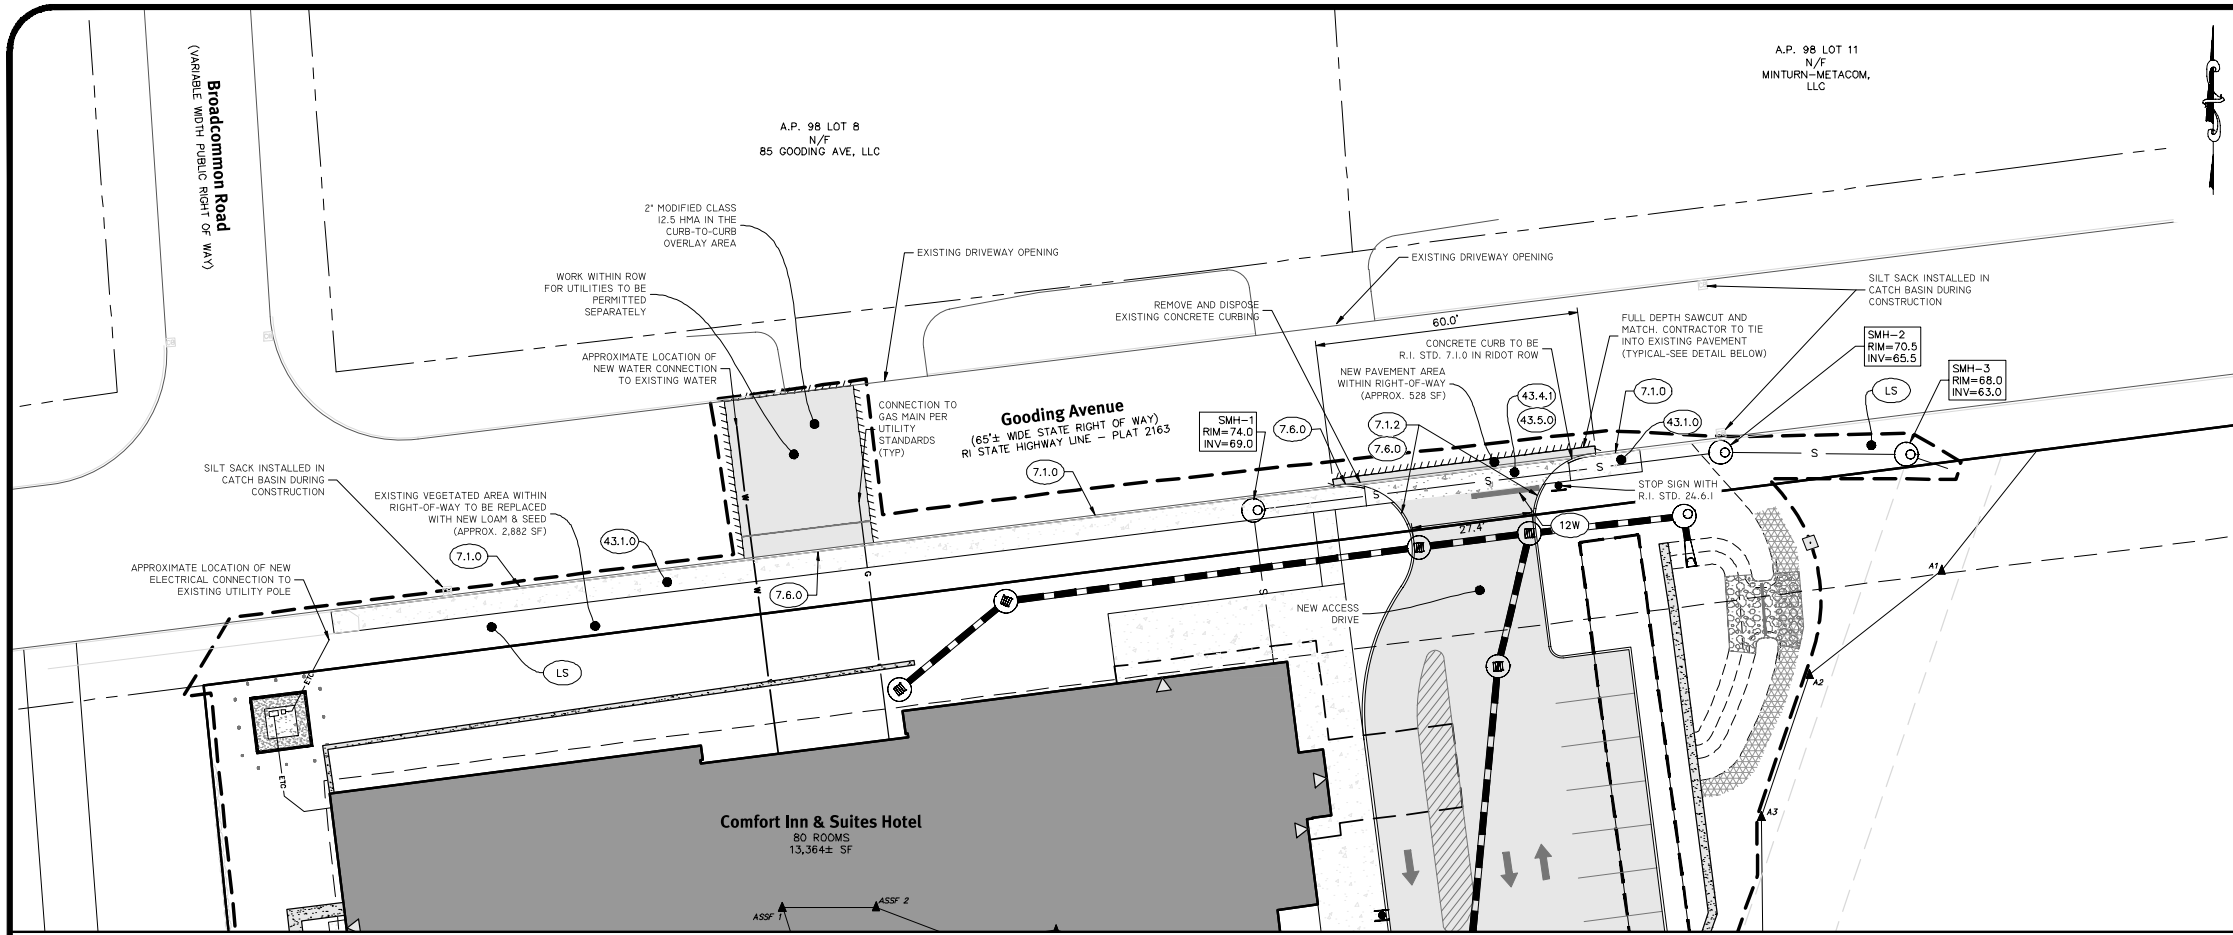 Broadcommon Road
(VARIABLE WIDTH PUBLIC RIGHT OF WAY)
A.P. 98 LOT 8
N/F
85 GOODING AVE, LLC
A.P. 98 LOT 11
N/F
MINTURN-METACOM,
LLC
2" MODIFIED CLASS
12.5 HMA IN THE
CURB-TO-CURB
OVERLAY AREA
EXISTING DRIVEWAY OPENING
EXISTING DRIVEWAY OPENING
WORK WITHIN ROW
FOR UTILITIES TO BE
PERMITTED
SEPARATELY
REMOVE AND DISPOSE
EXISTING CONCRETE CURBING
60.0'
SILT SACK INSTALLED IN
CATCH BASIN DURING
CONSTRUCTION
FULL DEPTH SAWCUT AND
MATCH. CONTRACTOR TO TIE
INTO EXISTING PAVEMENT
(TYPICAL-SEE DETAIL BELOW)
CONCRETE CURB TO BE
R.I. STD. 7.1.0 IN RIDOT ROW
SMH-2
RIM=70.5
INV=65.5
SMH-3
RIM=68.0
INV=63.0
APPROXIMATE LOCATION OF
NEW WATER CONNECTION
TO EXISTING WATER
NEW PAVEMENT AREA
WITHIN RIGHT-OF-WAY
(APPROX. 528 SF)
43.4.1
43.5.0
7.1.0
43.1.0
LS
CONNECTION TO
GAS MAIN PER
UTILITY
STANDARDS
(TYP)
Gooding Avenue
(65'± WIDE STATE RIGHT OF WAY)
RI STATE HIGHWAY LINE - PLAT 2163
SMH-1
RIM=74.0
INV=69.0
7.6.0
7.1.2
7.6.0
SILT SACK INSTALLED IN
CATCH BASIN DURING
CONSTRUCTION
EXISTING VEGETATED AREA WITHIN
RIGHT-OF-WAY TO BE REPLACED
WITH NEW LOAM & SEED
(APPROX. 2,882 SF)
7.1.0
S
S
S
S
W
STOP SIGN WITH
R.I. STD. 24.6.1
27.4'
12W
43.1.0
7.1.0
APPROXIMATE LOCATION OF NEW
ELECTRICAL CONNECTION TO
EXISTING UTILITY POLE
7.6.0
W
G
S
NEW ACCESS
DRIVE
A1
A2
A3
LS
ETC
ETC
Comfort Inn & Suites Hotel
80 ROOMS
13,364± SF
ASSF 1
ASSF 2